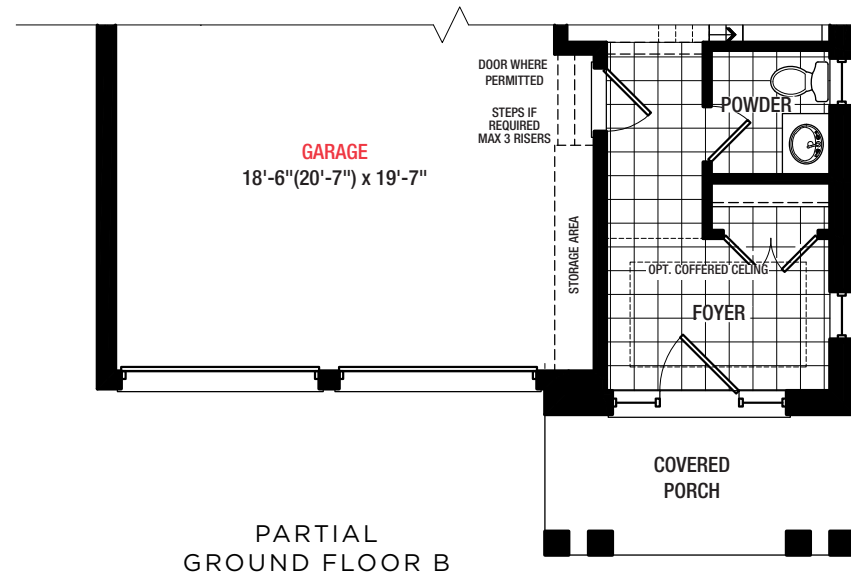 DOOR WHERE
PERMITTED
STEPS IF
REQUIRED
MAX 3 RISERS
POWDER
GARAGE
18'-6"(20'-7") x 19'-7"
STORAGE AREA
OPT. COFFERED CELING
FOYER
COVERED
PORCH
PARTIAL
GROUND FLOOR B